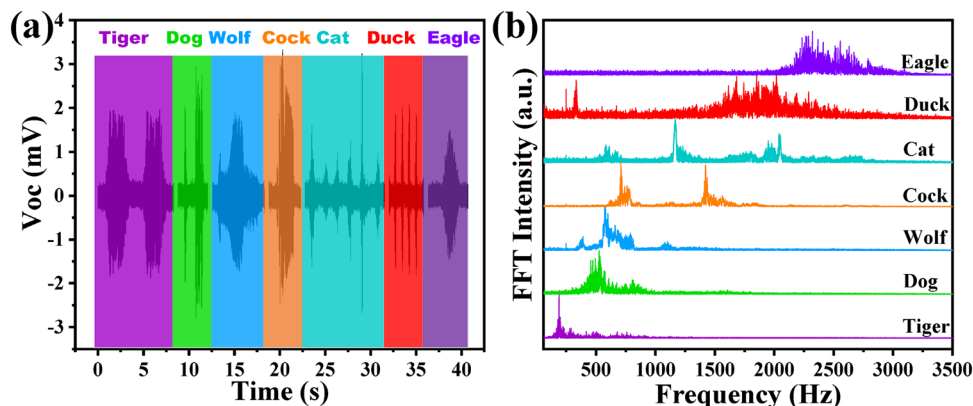 (a)
Tiger Dog Wolf Cock Cat Duck Eagle
4
3
2
1
0
-1
-2
-3
Voc (mV)
0 5 10 15 20 25 30 35 40
Time (s)
(b)
Eagle
Duck
Cat
Cock
Wolf
Dog
Tiger
FFT Intensity (a.u.)
500 1000 1500 2000 2500 3000 3500
Frequency (Hz)